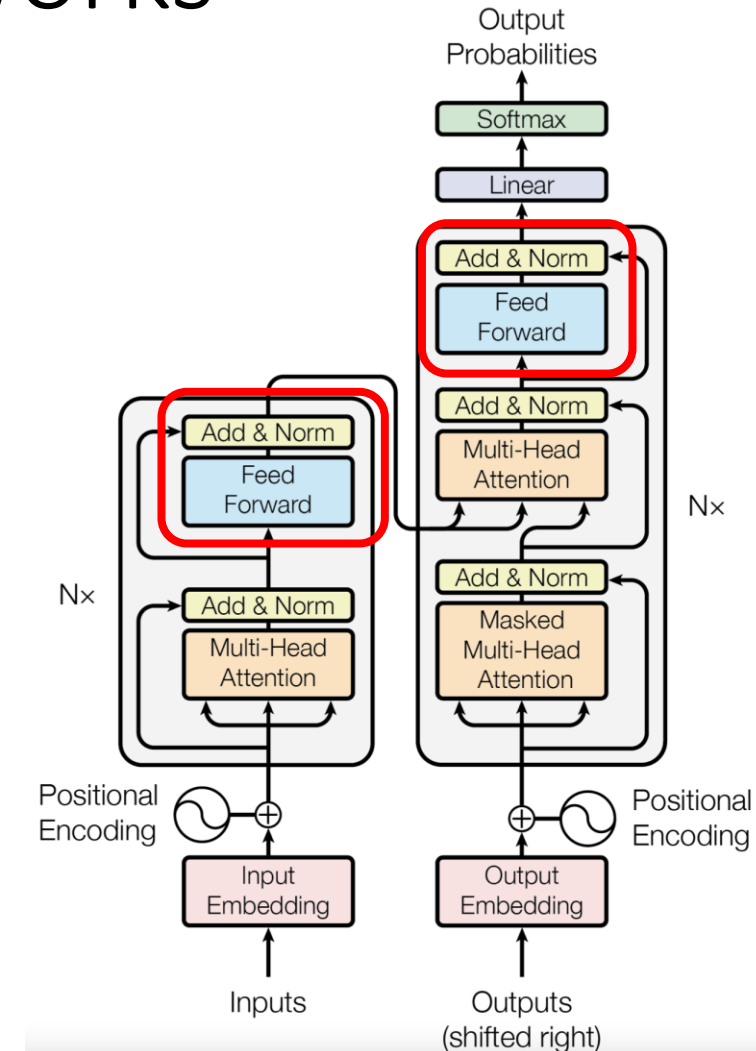 Output
Probabilities
Softmax
Linear
Add & Norm
Feed
Forward
Add & Norm
Multi-Head
Attention
Nx
Add & Norm
Masked
Multi-Head
Attention
Positional
Encoding
Output
Embedding
Outputs
(shifted right)
Add & Norm
Feed
Forward
Nx
Add & Norm
Multi-Head
Attention
Positional
Encoding
Input
Embedding
Inputs